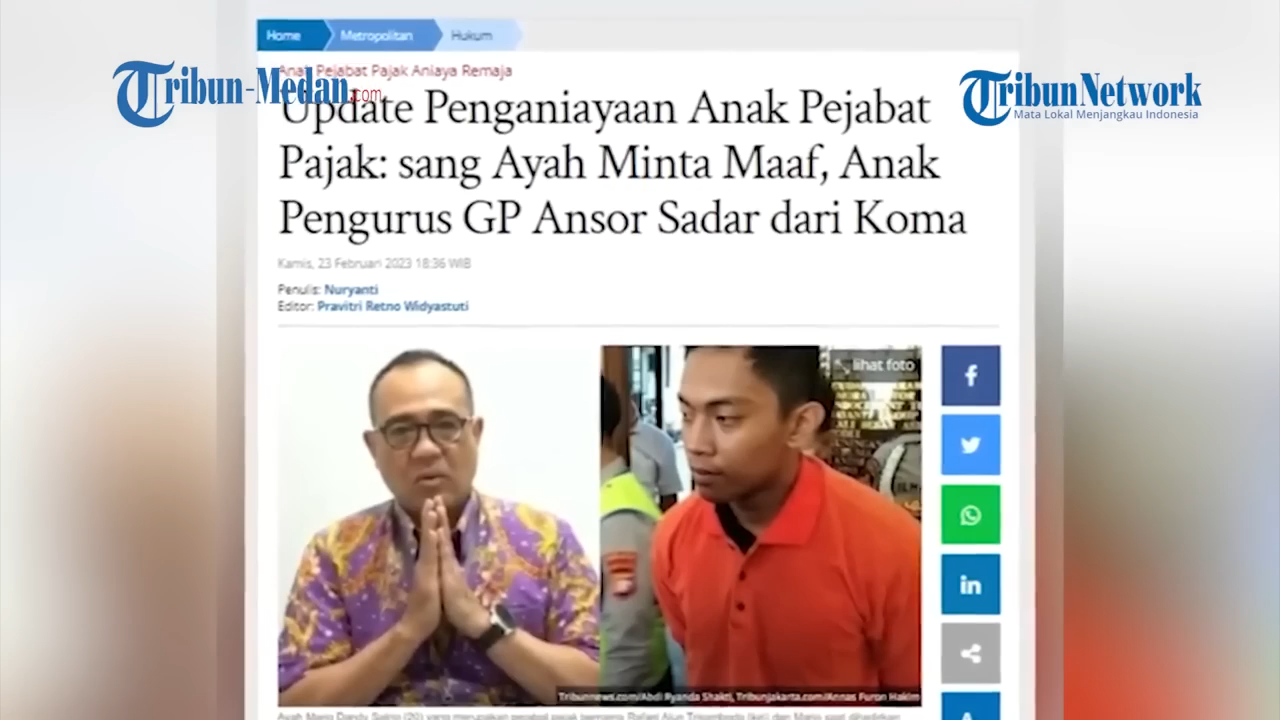 Home Metropolitan Hukum
Anak Pejabat Pajak Aniaya Remaja
Tribun-Medan.com
TribunNetwork
Mata Lokal Menjangkau Indonesia
Update Penganiayaan Anak Pejabat
Pajak: sang Ayah Minta Maaf, Anak
Pengurus GP Ansor Sadar dari Koma
Kamis, 23 Februari 2023 18:36 WIB
Penulis: Nuryanti
Editor: Pravitri Retno Widyastuti
lihat foto
Tribunnews.com/Abdi Ryanda Shakti, Tribunjakarta.com/Annas Furon Hakim